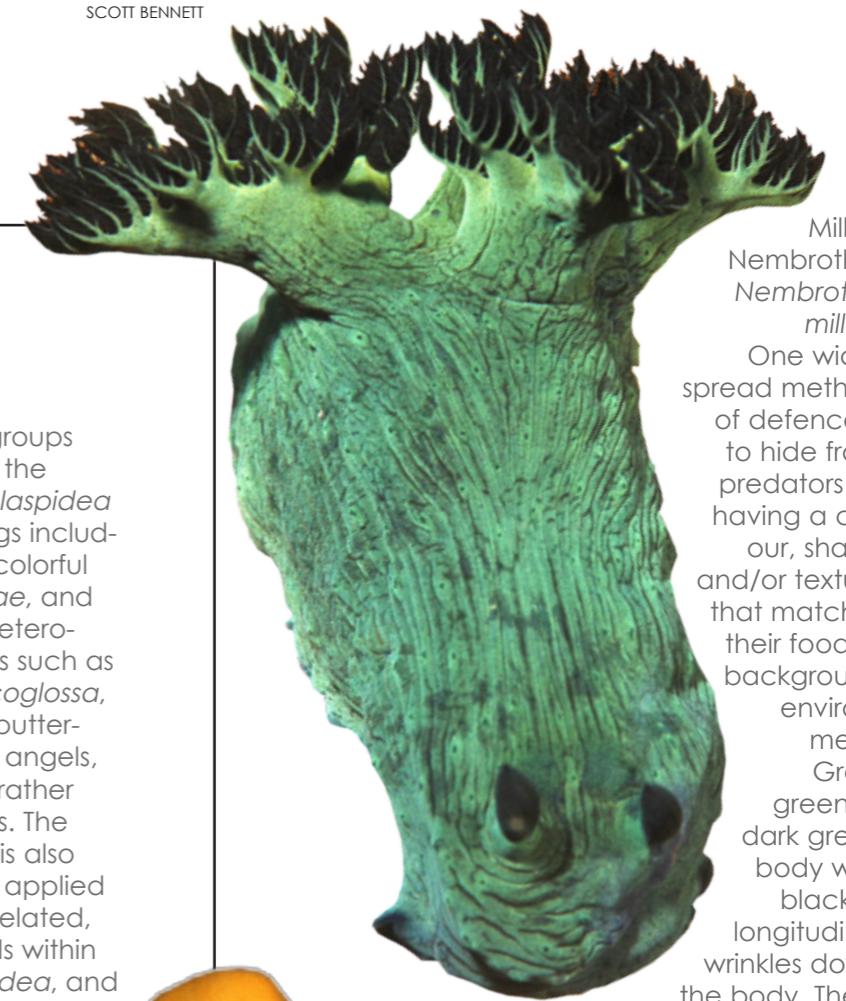 SCOTT BENNETT
groups
the
laspidea
gs includ-
colorful
ae, and
etero-
s such as
coglossa,
outter-
angels,
rather
s. The
is also
applied
elated,
ls within
dea, and
Mill
Nembroth
Nembrot
mill
One wid
spread meth
of defence
to hide fro
predators
having a c
our, sha
and/or textu
that match
their food
backgrou
enviro
me
Gre
green
dark gre
body w
black
longitudi
wrinkles do
the body. The